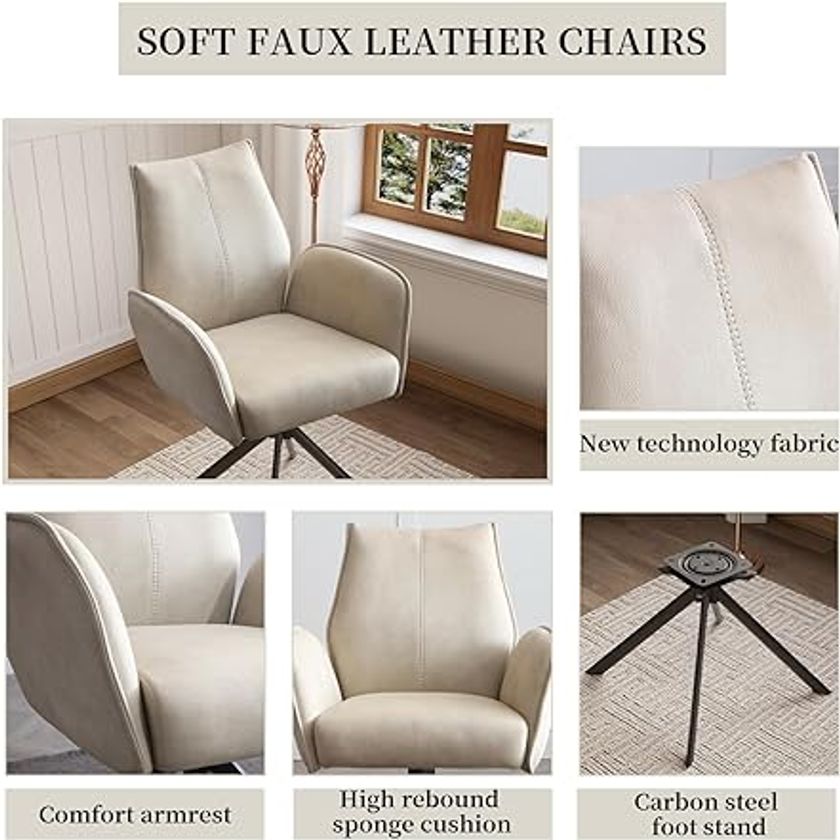 SOFT FAUX LEATHER CHAIRS
New technology fabric
Comfort armrest
High rebound
sponge cushion
Carbon steel
foot stand